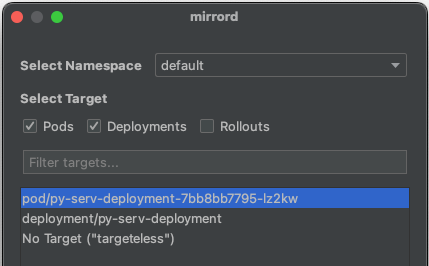 mirrord
Select Namespace default
Select Target
Pods Deployments Rollouts
Filter targets...
pod/py-serv-deployment-7bb8bb7795-lz2kw
deployment/py-serv-deployment
No Target ("targeteless")